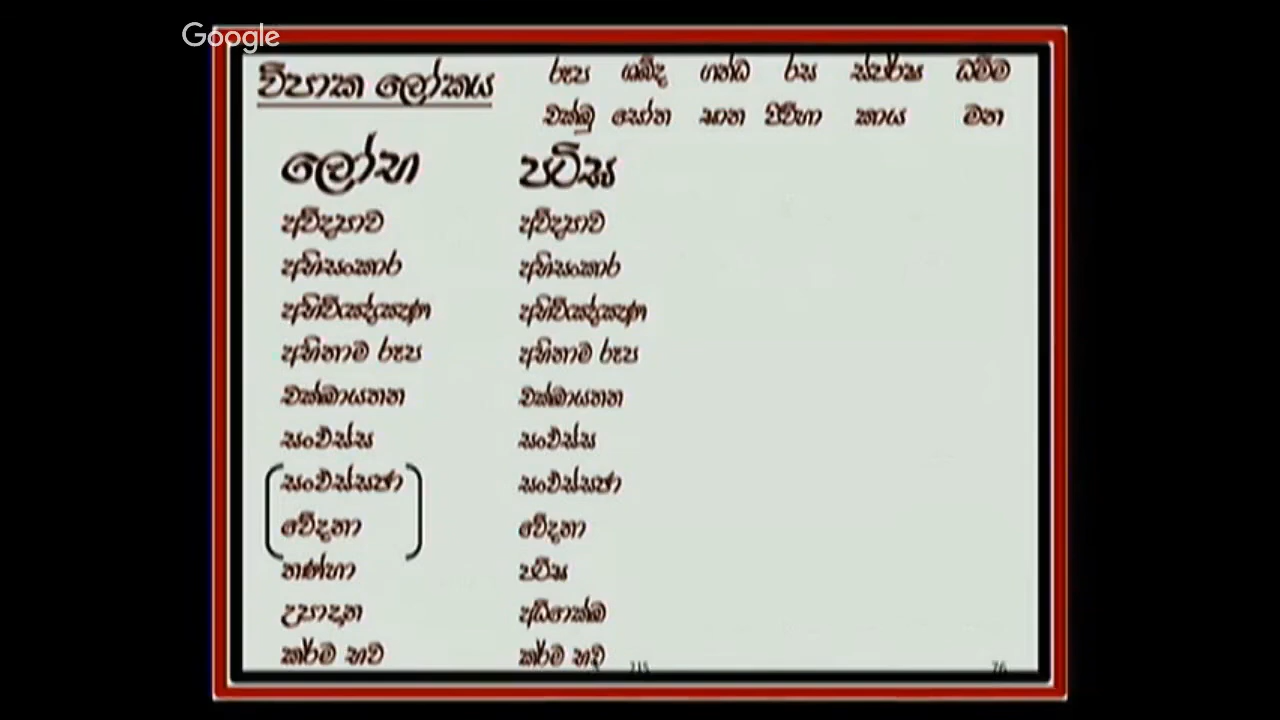 Google
විපාක ලෝකය රූප ශබ්ද ගන්ධ රස ස්පර්ස ධම්ම
චක්ඛු සෝත ඝාන ජිව්හා කාය මන
ලෝභ පටිඝ
අවිද්‍යාව අවිද්‍යාව
අභිසංකාර අභිසංකාර
අභිවිඤ්ඤාණ අභිවිඤ්ඤාණ
අභිනාම රූප අභිනාම රූප
චක්ඛායතන චක්ඛායතන
සංඵස්ස සංඵස්ස
සංඵස්සජා සංඵස්සජා
වේදනා වේදනා
තණ්හා පටිඝ
උපාදාන අධිමොක්ඛ
කර්ම භව කර්ම භව
215 76